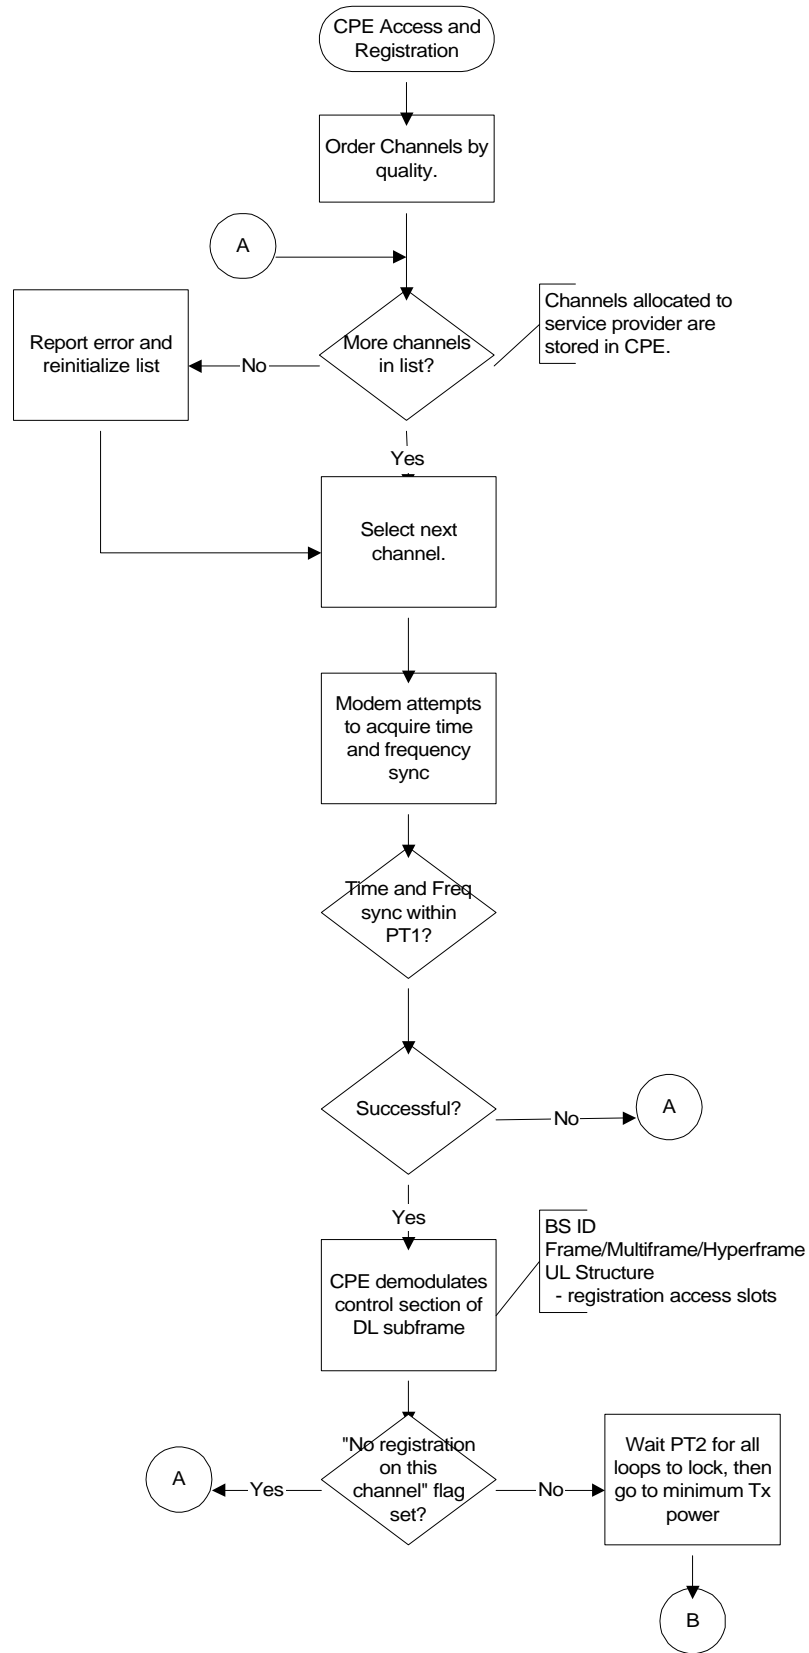 CPE Access and
Registration
Order Channels by
quality.
A
More channels
in list?
Channels allocated to
service provider are
stored in CPE.
Report error and
reinitialize list
No
Yes
Select next
channel.
Modem attempts
to acquire time
and frequency
sync
Time and Freq
sync within
PT1?
Successful?
No
A
Yes
CPE demodulates
control section of
DL subframe
BS ID
Frame/Multiframe/Hyperframe
UL Structure
- registration access slots
"No registration
on this
channel" flag
set?
Yes
A
No
Wait PT2 for all
loops to lock, then
go to minimum Tx
power
B